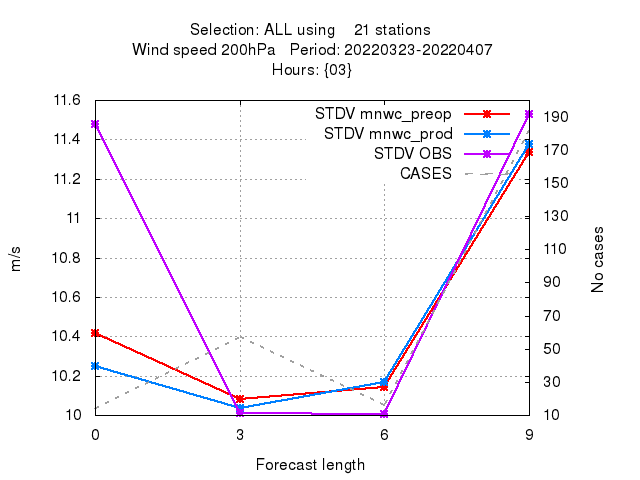 Selection: ALL using 21 stations
Wind speed 200hPa Period: 20220323-20220407
Hours: {03}
STDV mnwc_preop
STDV mnwc_prod
STDV OBS
CASES
11.6
11.4
11.2
11
10.8
10.6
10.4
10.2
10
m/s
190
170
150
130
110
90
70
50
30
10
No cases
0 3 6 9
Forecast length